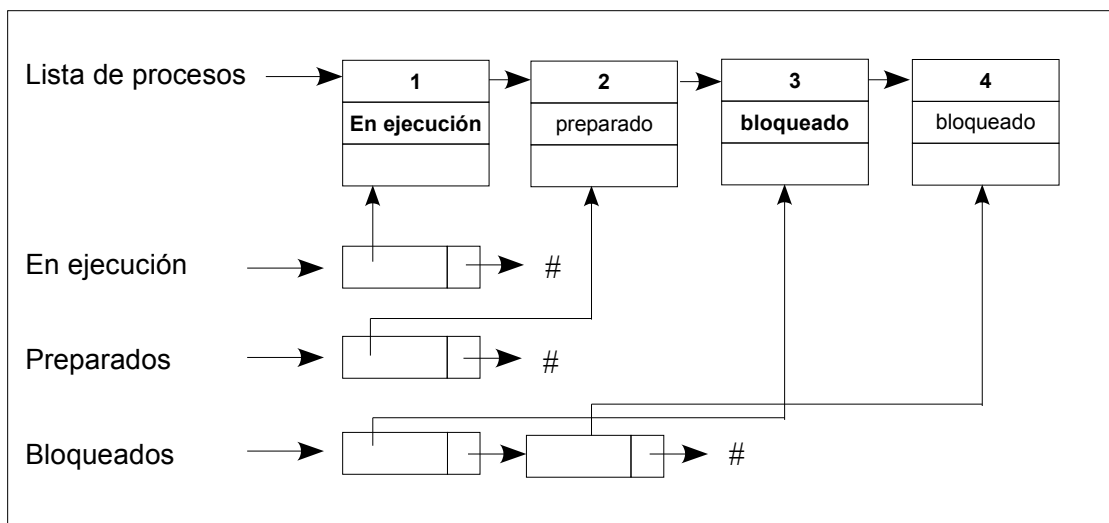 Lista de procesos
1 2 3 4
En ejecución preparado bloqueado bloqueado
En ejecución #
Preparados #
Bloqueados #